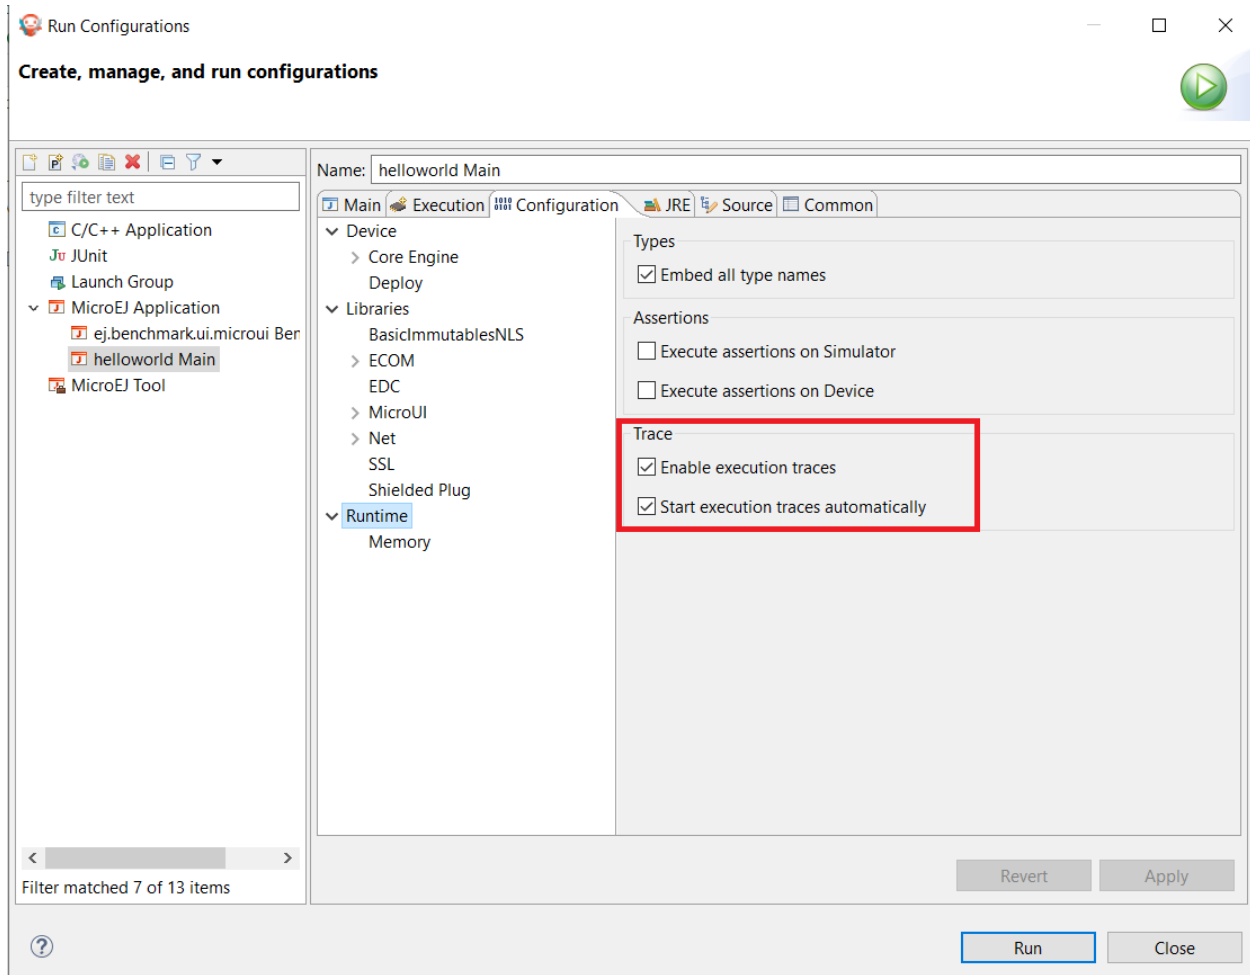 Run Configurations
Create, manage, and run configurations
type filter text
C/C++ Application
JUnit
Launch Group
MicroEJ Application
ej.benchmark.ui.microui Ben
helloworld Main
MicroEJ Tool
Filter matched 7 of 13 items
Name: helloworld Main
Main Execution Configuration JRE Source Common
Device
Core Engine
Deploy
Libraries
BasicImmutablesNLS
ECOM
EDC
MicroUI
Net
SSL
Shielded Plug
Runtime
Memory
Types
Embed all type names
Assertions
Execute assertions on Simulator
Execute assertions on Device
Trace
Enable execution traces
Start execution traces automatically
Revert Apply
Run Close